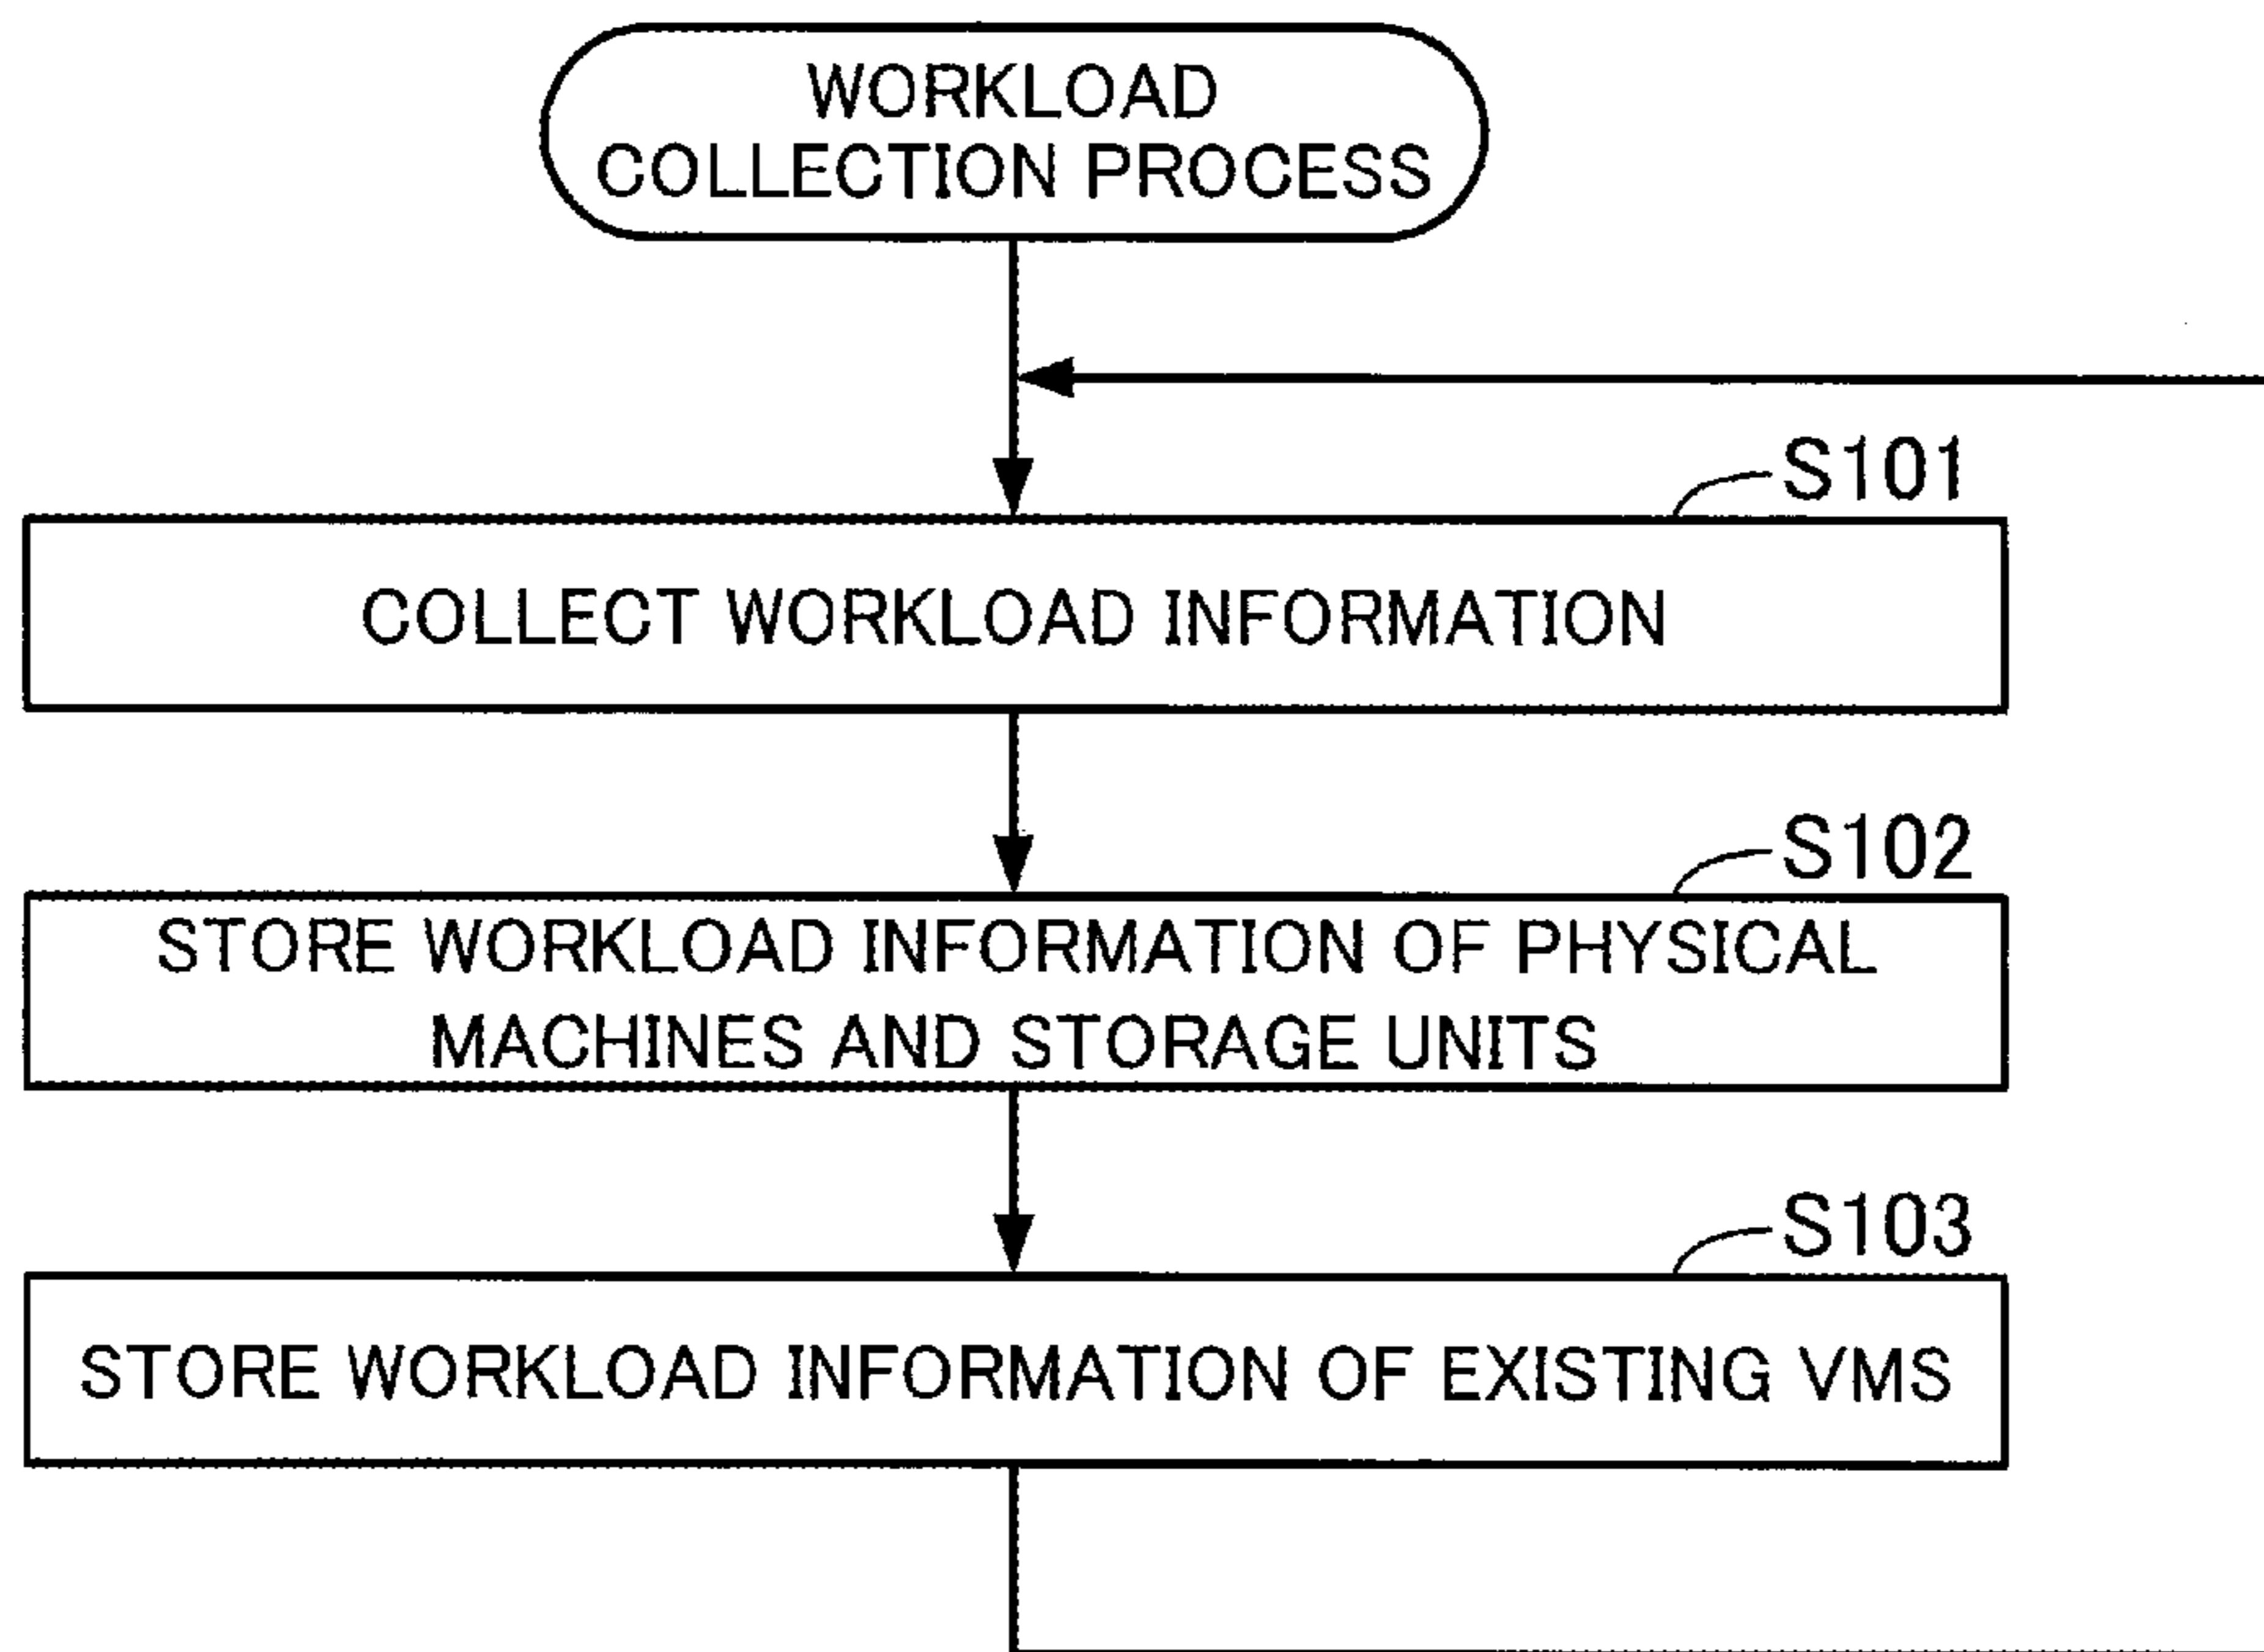 WORKLOAD
COLLECTION PROCESS
S101
COLLECT WORKLOAD INFORMATION
S102
STORE WORKLOAD INFORMATION OF PHYSICAL
MACHINES AND STORAGE UNITS
S103
STORE WORKLOAD INFORMATION OF EXISTING VMS